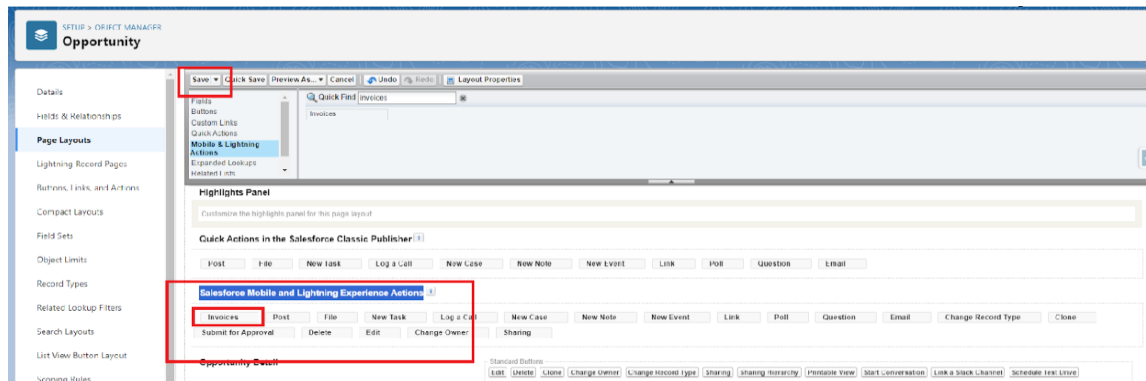 SETUP > OBJECT MANAGER
Opportunity
Details
Fields & Relationships
Page Layouts
Lightning Record Pages
Buttons, Links, and Actions
Compact Layouts
Field Sets
Object Limits
Record Types
Related Lookup Filters
Search Layouts
List View Button Layout
Scoping Rules
Save Quick Save Preview As... Cancel Undo Redo Layout Properties
Fields
Buttons
Custom Links
Quick Actions
Mobile & Lightning
Actions
Expanded Lookups
Related Lists
Quick Find invoices
Invoices
Highlights Panel
Customize the highlights panel for this page layout
Quick Actions in the Salesforce Classic Publisher
Post File New Task Log a Call New Case New Note New Event Link Poll Question Email
Salesforce Mobile and Lightning Experience Actions
Invoices Post File New Task Log a Call New Case New Note New Event Link Poll Question Email Change Record Type Clone
Submit for Approval Delete Edit Change Owner Sharing
Opportunity Detail
Standard Buttons
Edit Delete Clone Change Owner Change Record Type Sharing Sharing Hierarchy Printable View Start Conversation Link a Slack Channel Schedule Test Drive